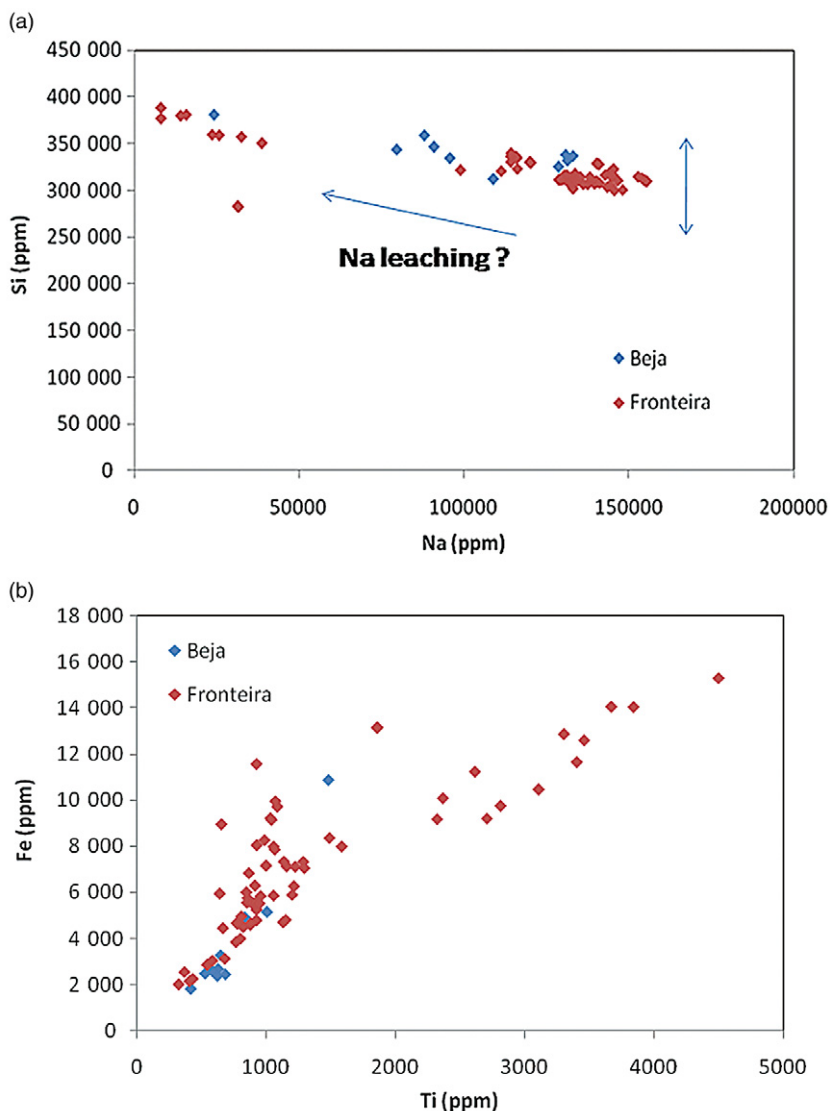 (a)
450 000
400 000
350 000
300 000
250 000
200 000
150 000
100 000
50 000
0
Si (ppm)
Na leaching ?
Beja
Fronteira
0 50000 100000 150000 200000
Na (ppm)
(b)
18 000
16 000
14 000
12 000
10 000
8 000
6 000
4 000
2 000
0
Fe (ppm)
Beja
Fronteira
0 1000 2000 3000 4000 5000
Ti (ppm)